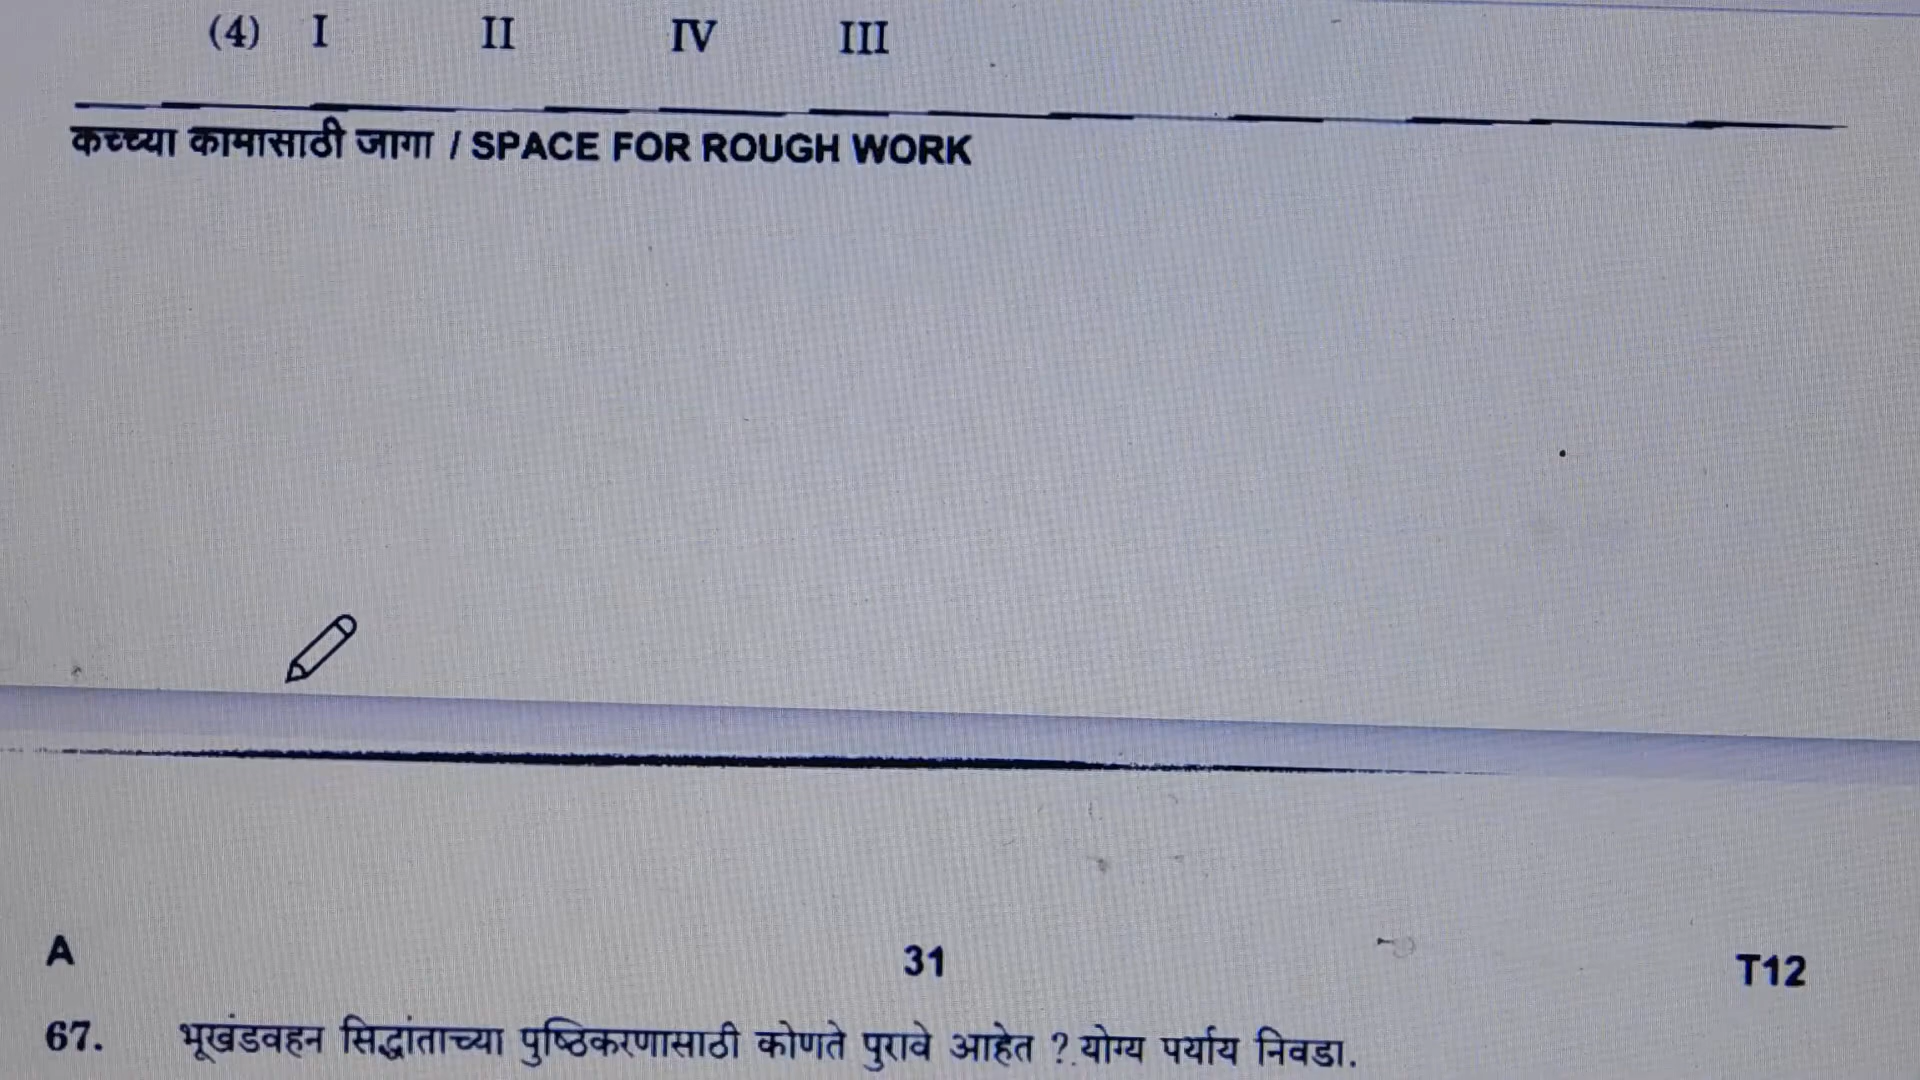 (4) I II IV III
कच्च्या कामासाठी जागा / SPACE FOR ROUGH WORK
A 31 T12
67. भूखंडवहन सिद्धांताच्या पुष्ठिकरणासाठी कोणते पुरावे आहेत ? योग्य पर्याय निवडा.